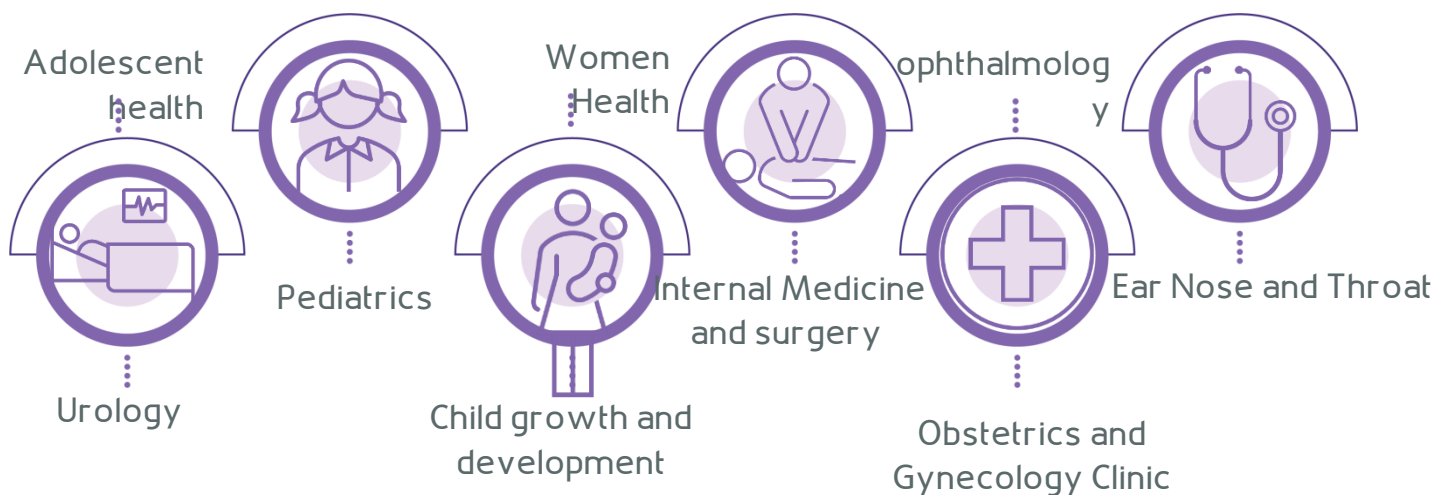 Adolescent
health
Women
Health
ophthalmolog
y
Pediatrics
Internal Medicine
and surgery
Ear Nose and Throat
Urology
Child growth and
development
Obstetrics and
Gynecology Clinic